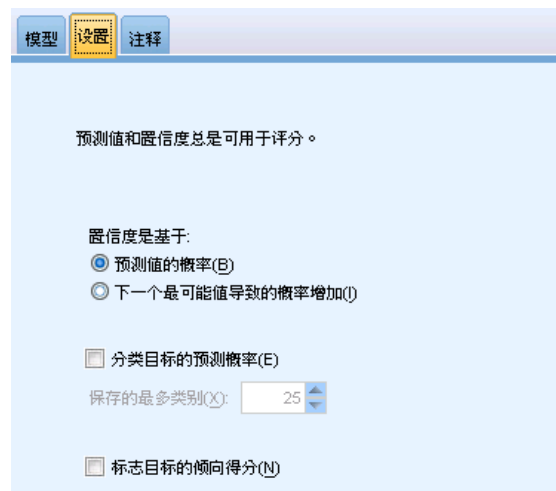 模型 设置 注释
预测值和置信度总是可用于评分。
置信度是基于:
预测值的概率(B)
下一个最可能值导致的概率增加(I)
分类目标的预测概率(E)
保存的最多类别(X): 25
标志目标的倾向得分(N)